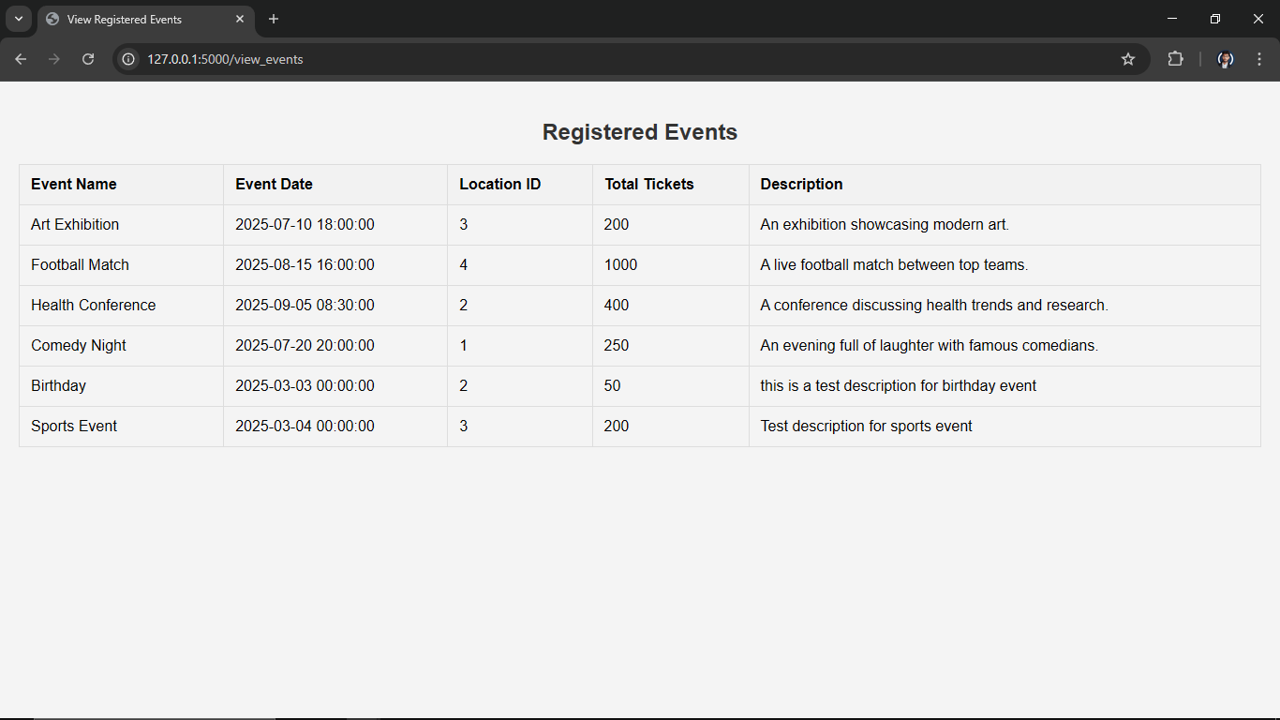 View Registered Events
127.0.0.1:5000/view_events
Registered Events
Event Name Event Date Location ID Total Tickets Description
Art Exhibition 2025-07-10 18:00:00 3 200 An exhibition showcasing modern art.
Football Match 2025-08-15 16:00:00 4 1000 A live football match between top teams.
Health Conference 2025-09-05 08:30:00 2 400 A conference discussing health trends and research.
Comedy Night 2025-07-20 20:00:00 1 250 An evening full of laughter with famous comedians.
Birthday 2025-03-03 00:00:00 2 50 this is a test description for birthday event
Sports Event 2025-03-04 00:00:00 3 200 Test description for sports event